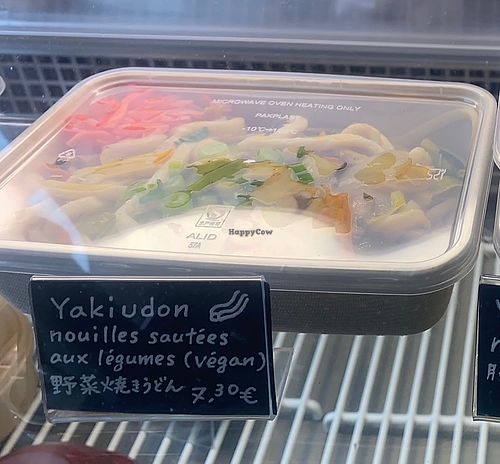 MICROWAVE OVEN HEATING ONLY
PAKPLAST
ALID
HappyCow
Yakiudon
nouilles sautées
aux légumes (végan)
野菜焼きうどん 7,30€